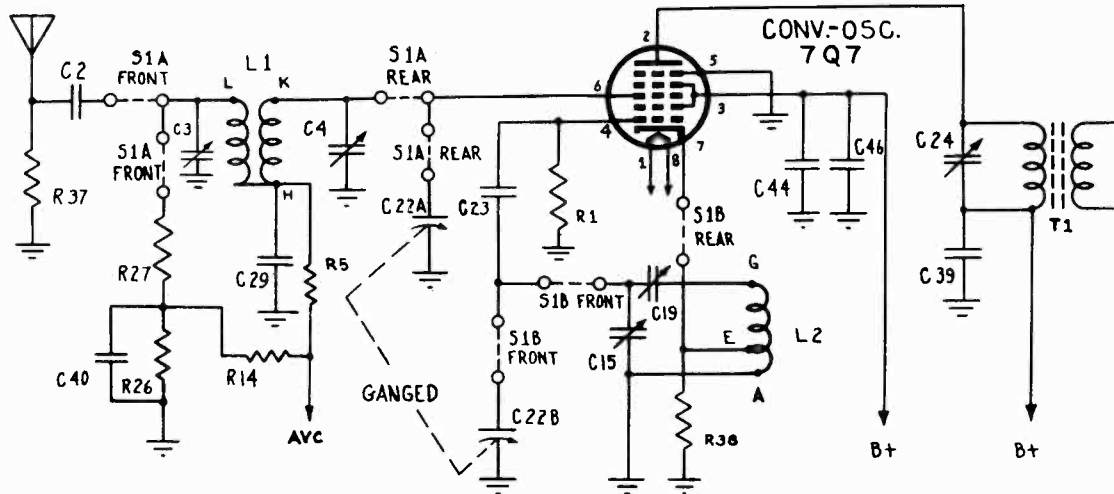 CONV.-OSC.
7Q7
2
5
6
3
4
1
8
7
C2
S1A
FRONT
L1
L
K
S1A
REAR
C3
C4
S1A
FRONT
S1A REAR
R37
H
C22A
C23
R1
C44
C46
C24
T1
S1B
REAR
R27
C29
R5
G
S1B FRONT
C19
C39
S1B
FRONT
C15
E
L2
C40
R26
R14
GANGED
A
C22B
R38
AVC
B+
B+